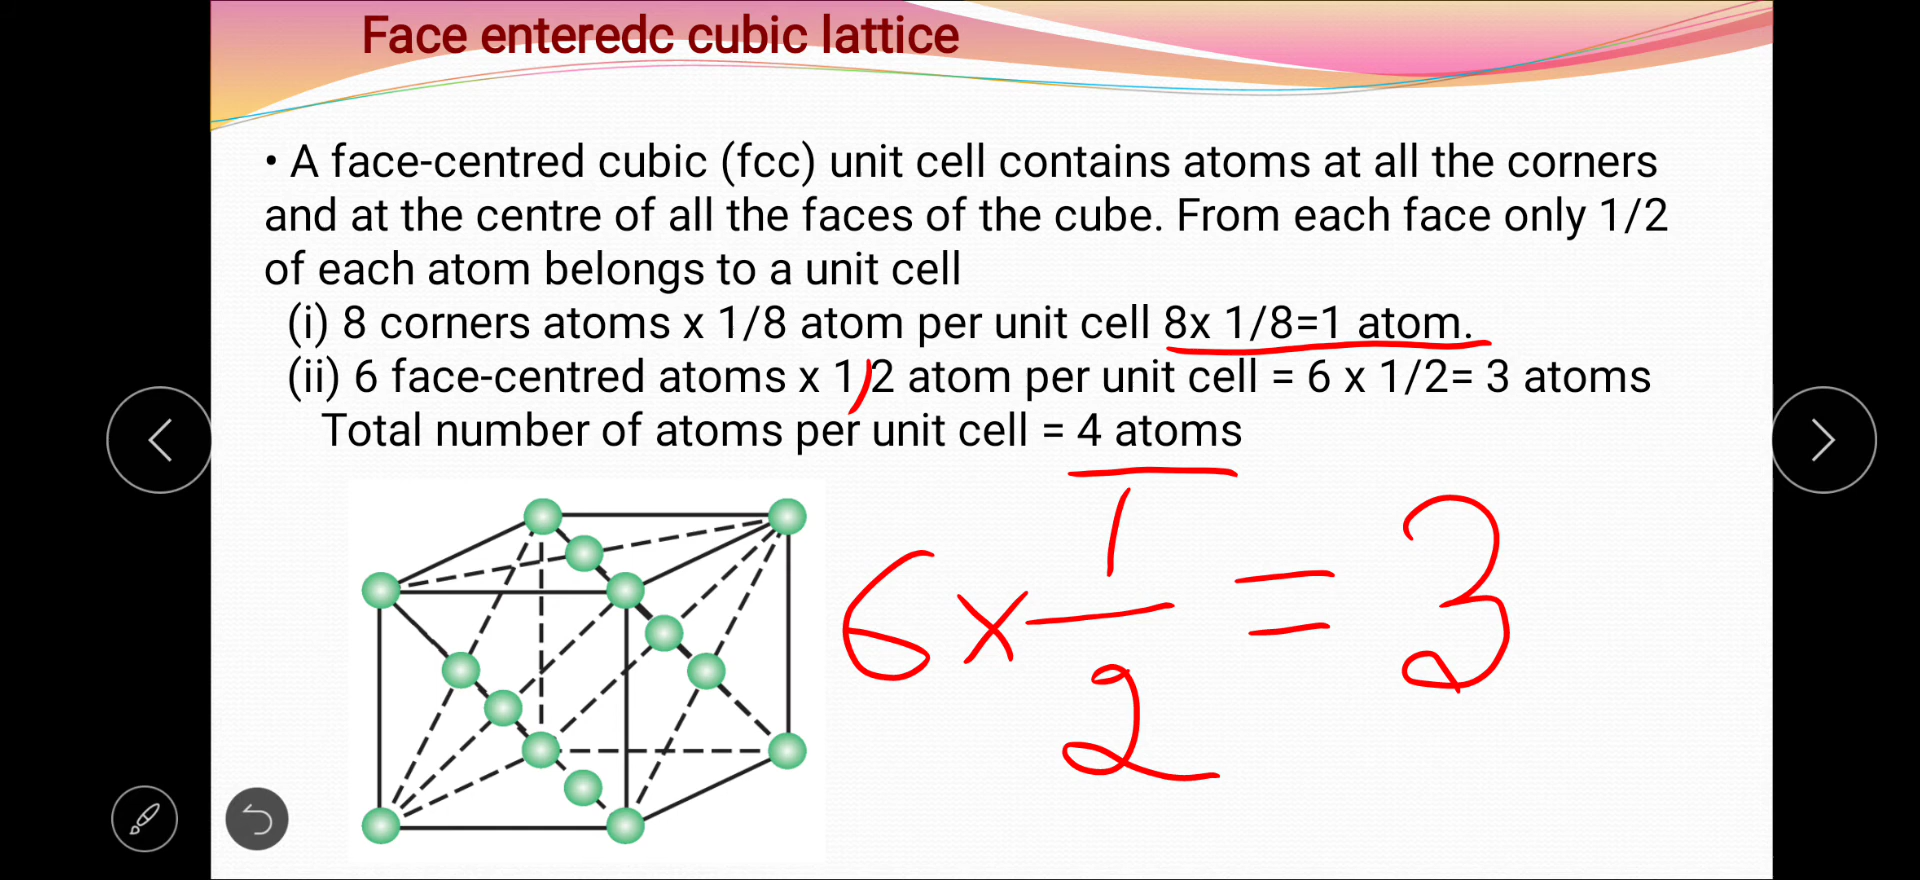 Face enteredc cubic lattice
• A face-centred cubic (fcc) unit cell contains atoms at all the corners
and at the centre of all the faces of the cube. From each face only 1/2
of each atom belongs to a unit cell
(i) 8 corners atoms x 1/8 atom per unit cell 8x 1/8=1 atom.
(ii) 6 face-centred atoms x 1/2 atom per unit cell = 6 x 1/2= 3 atoms
Total number of atoms per unit cell = 4 atoms
6 x 1/2 = 3